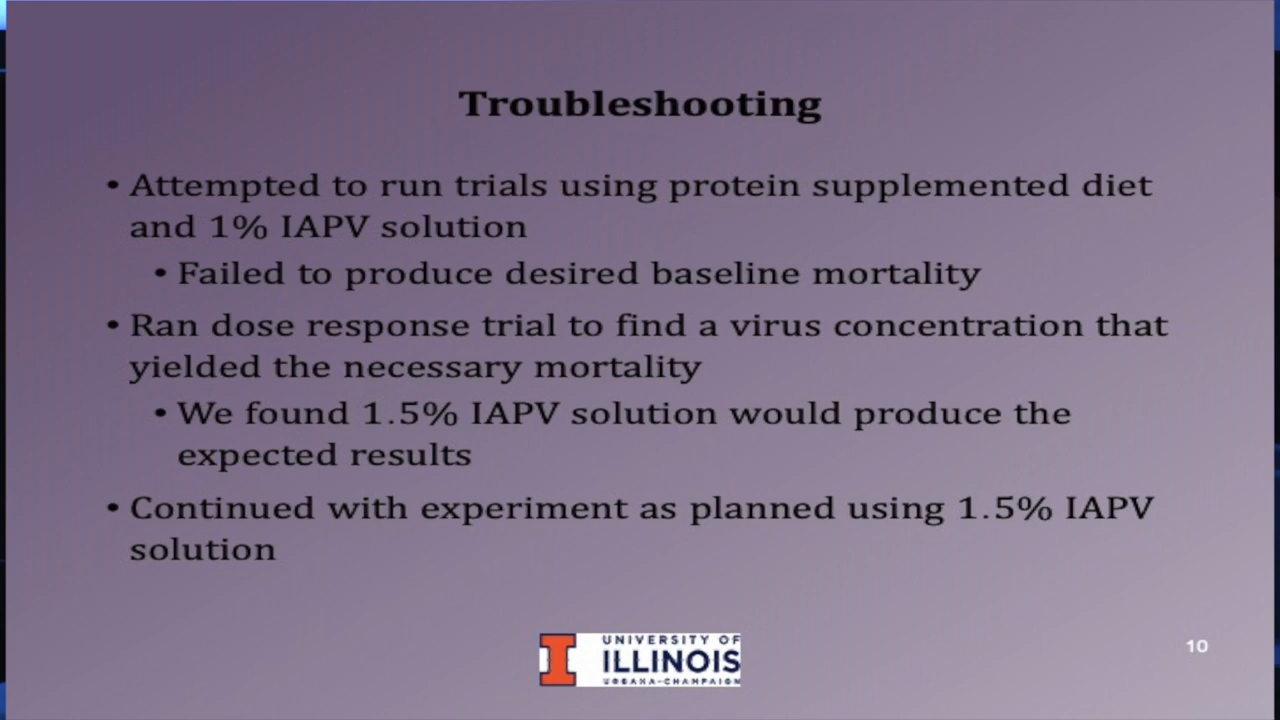 Troubleshooting
• Attempted to run trials using protein supplemented diet
and 1% IAPV solution
• Failed to produce desired baseline mortality
• Ran dose response trial to find a virus concentration that
yielded the necessary mortality
• We found 1.5% IAPV solution would produce the
expected results
• Continued with experiment as planned using 1.5% IAPV
solution
UNIVERSITY OF
ILLINOIS
URBANA-CHAMPAIGN
10